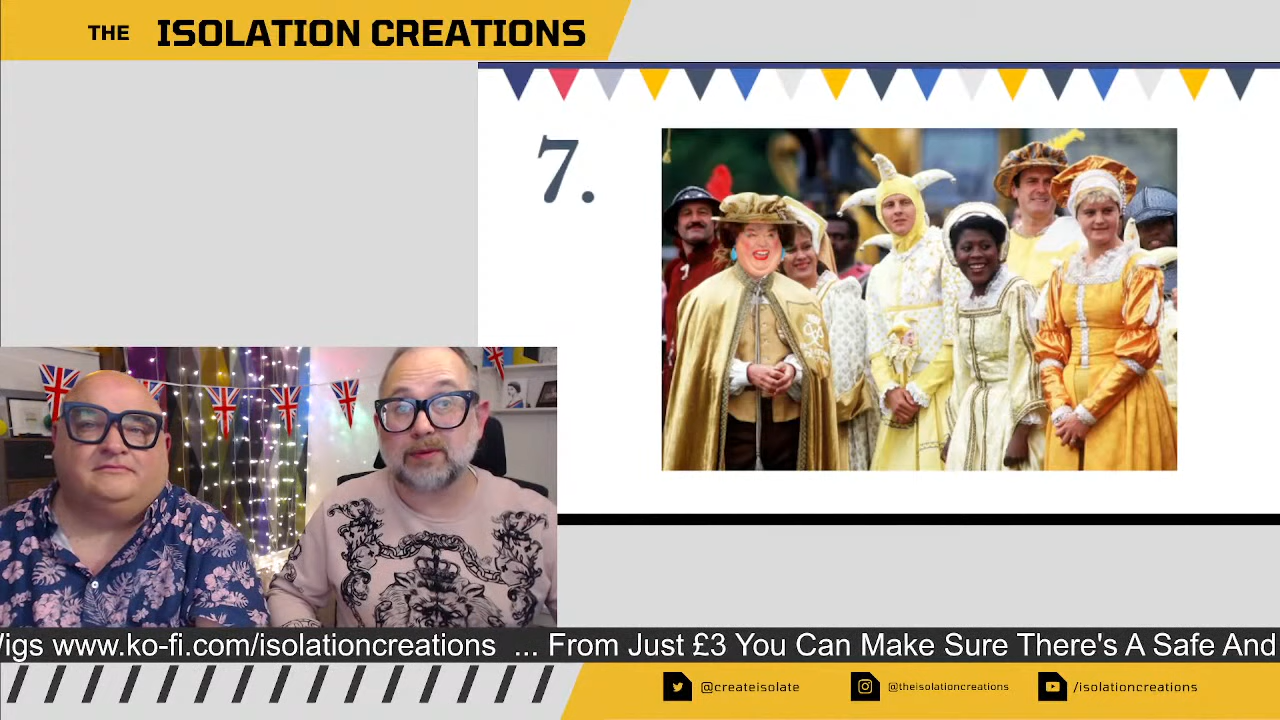 THE ISOLATION CREATIONS
7.
Wigs www.ko-fi.com/isolationcreations ... From Just £3 You Can Make Sure There's A Safe And
@createisolate @theisolationcreations /isolationcreations